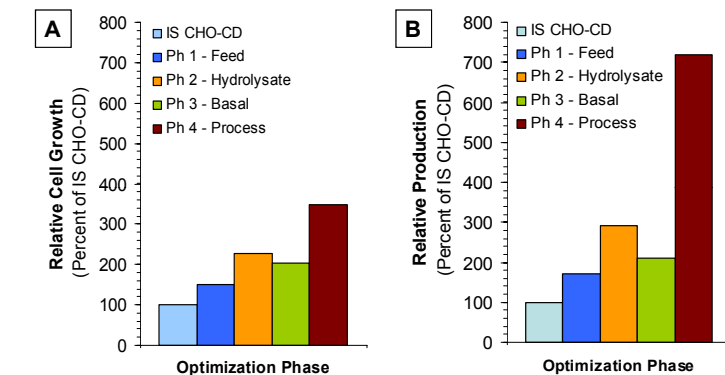 A
Relative Cell Growth
(Percent of IS CHO-CD)
800
700
600
500
400
300
200
100
0
IS CHO-CD
Ph 1 - Feed
Ph 2 - Hydrolysate
Ph 3 - Basal
Ph 4 - Process
Optimization Phase
B
Relative Production
(Percent of IS CHO-CD)
800
700
600
500
400
300
200
100
0
IS CHO-CD
Ph 1 - Feed
Ph 2 - Hydrolysate
Ph 3 - Basal
Ph 4 - Process
Optimization Phase